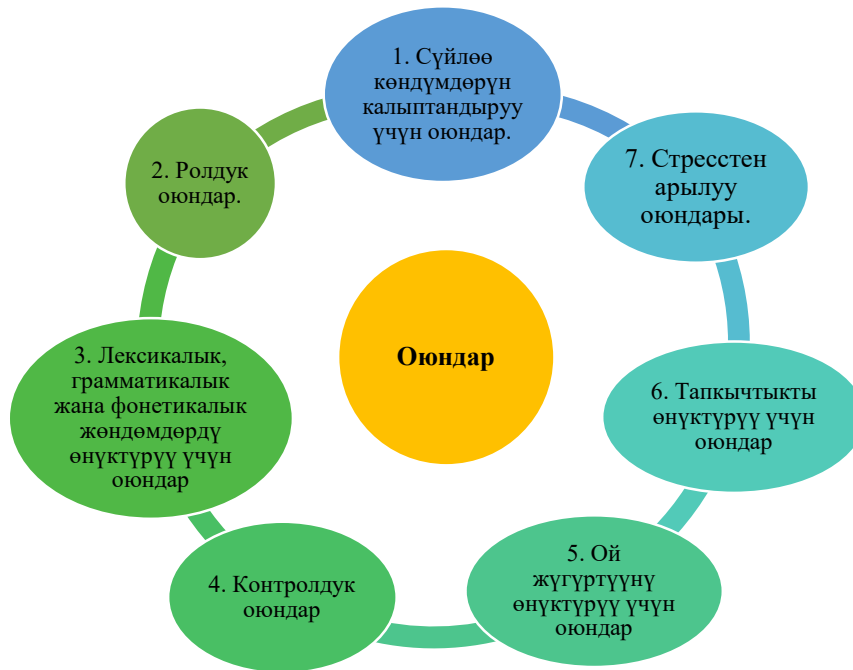 1. Сүйлөө
көндүмдөрүн
калыптандыруу
үчүн оюндар.
2. Ролдук
оюндар.
3. Лексикалык,
грамматикалык
жана фонетикалык
жөндөмдөрдү
өнүктүрүү үчүн
оюндар
4. Контролдук
оюндар
5. Ой
жүгүртүүнү
өнүктүрүү үчүн
оюндар
6. Тапкычтыкты
өнүктүрүү үчүн
оюндар
7. Стресстен
арылуу
оюндары.
Оюндар